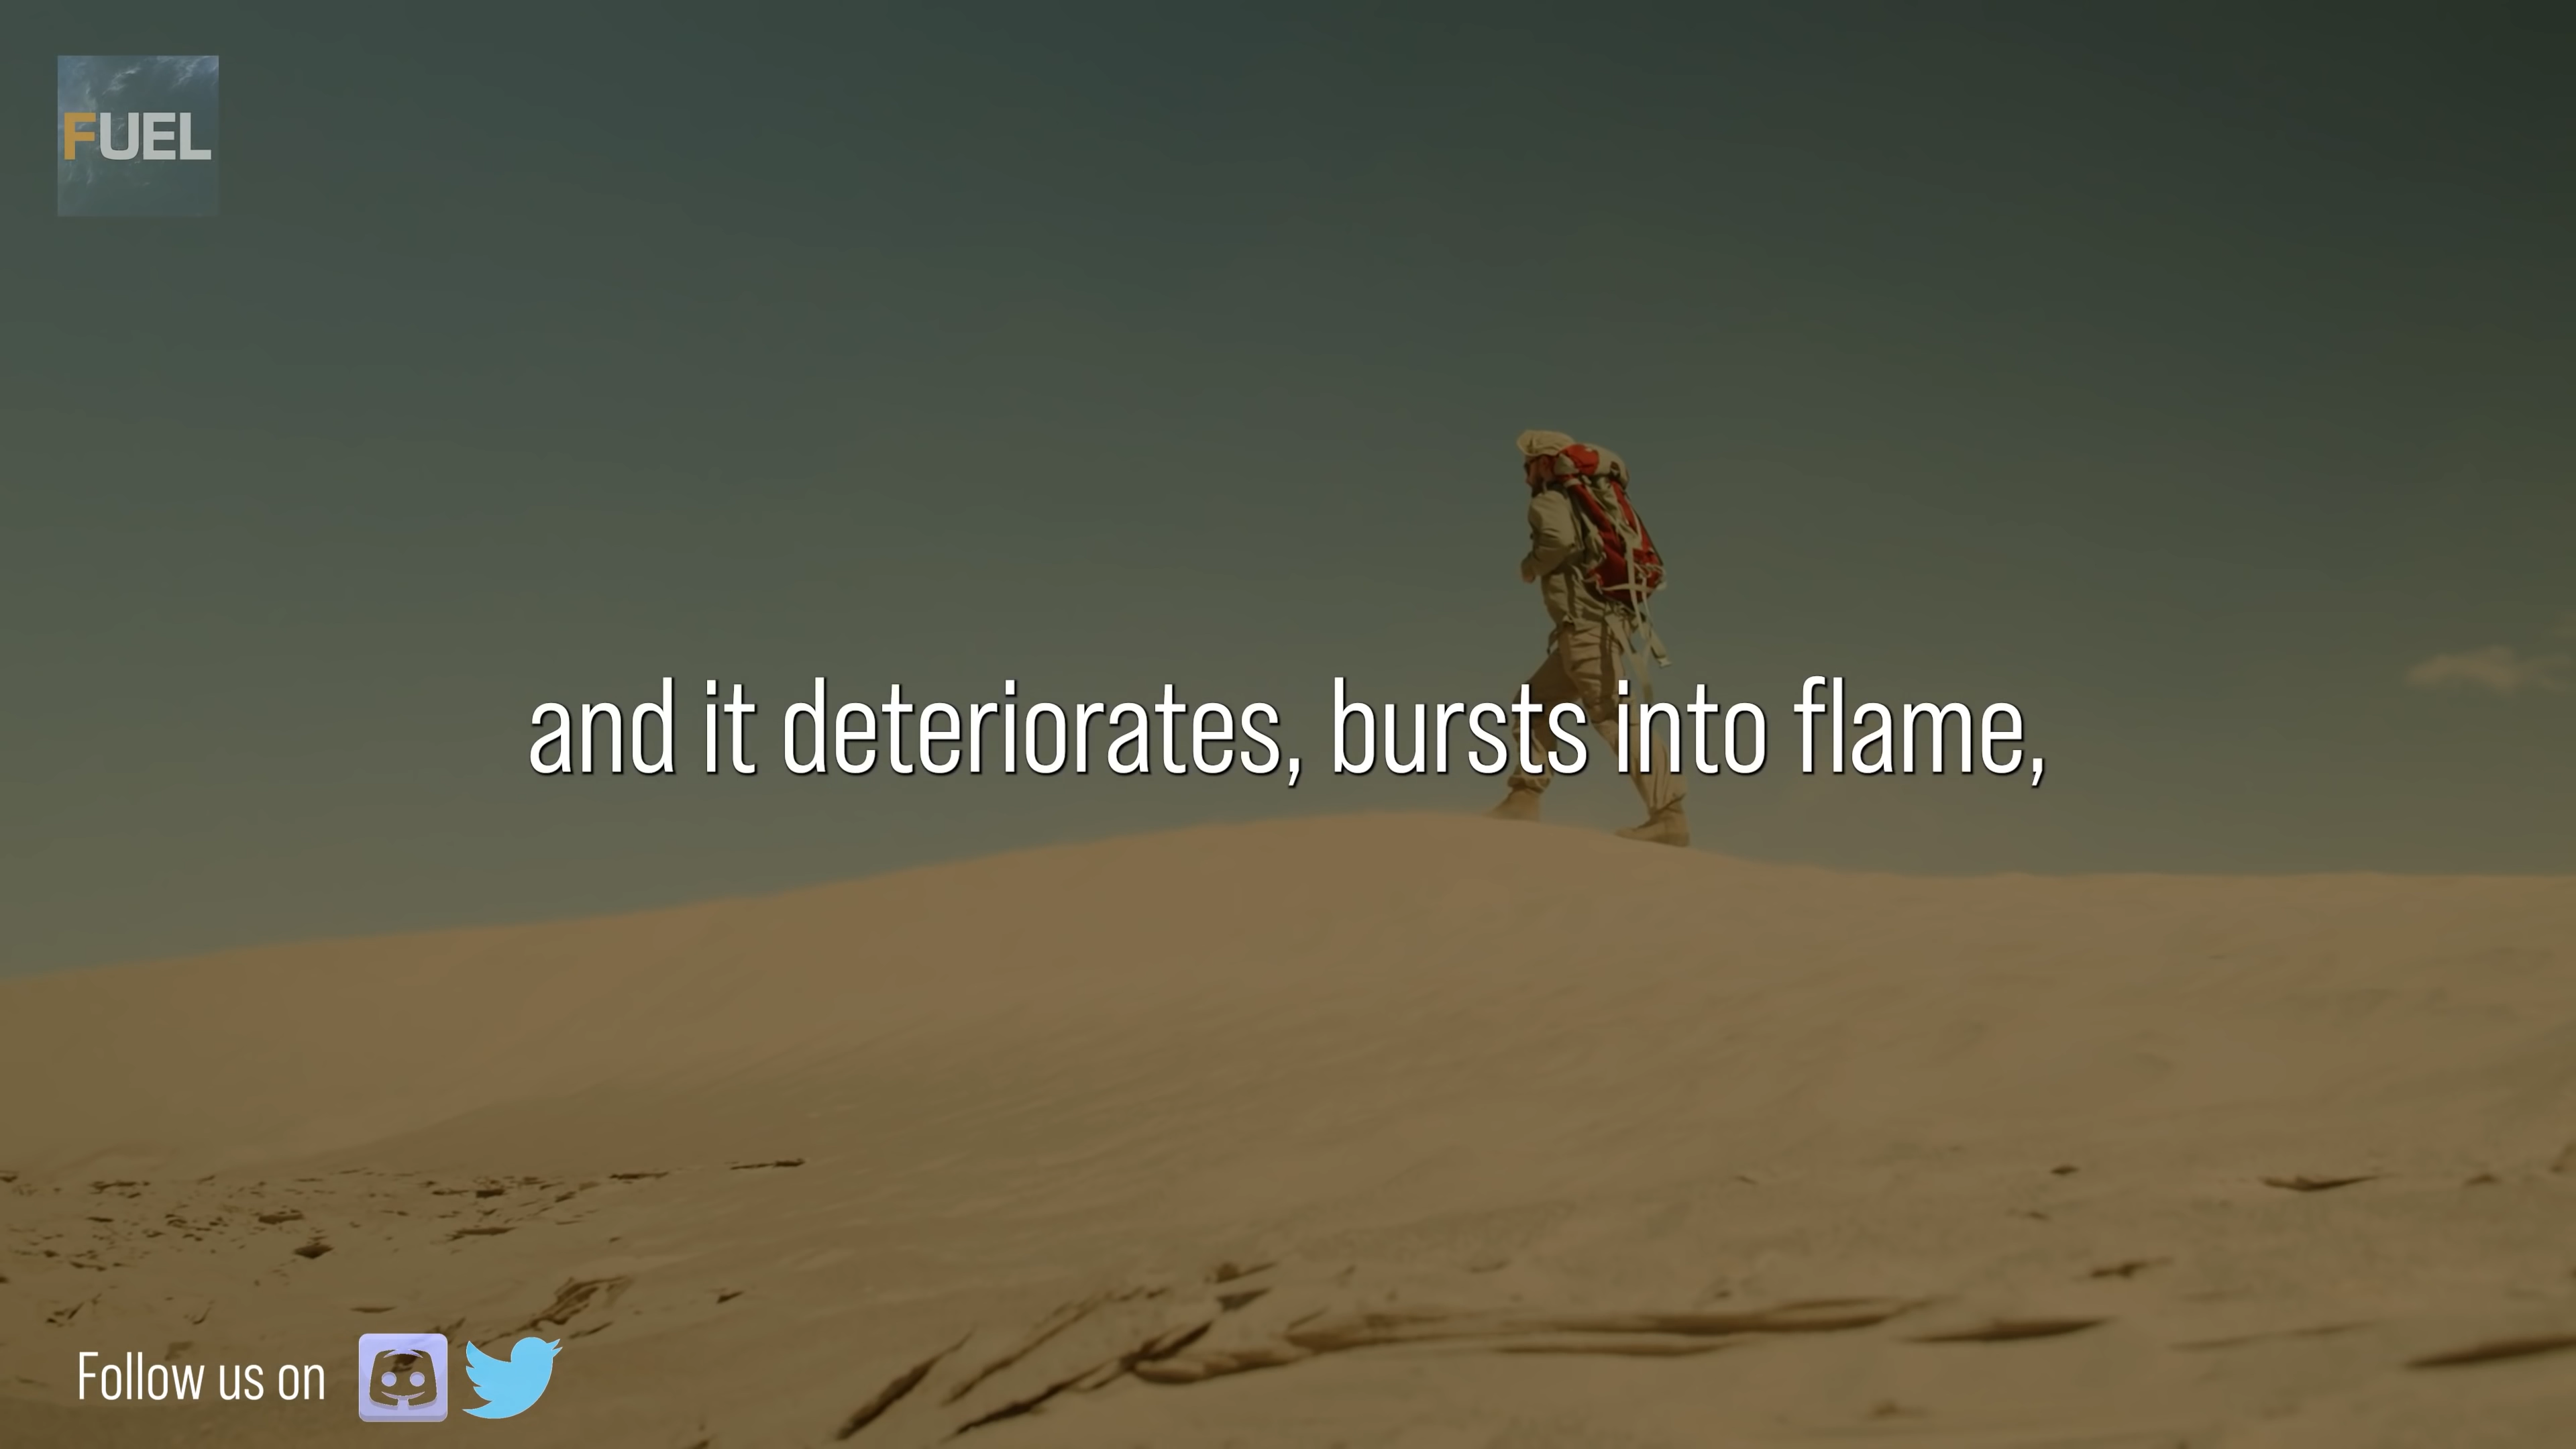 FUEL
and it deteriorates, bursts into flame,
Follow us on